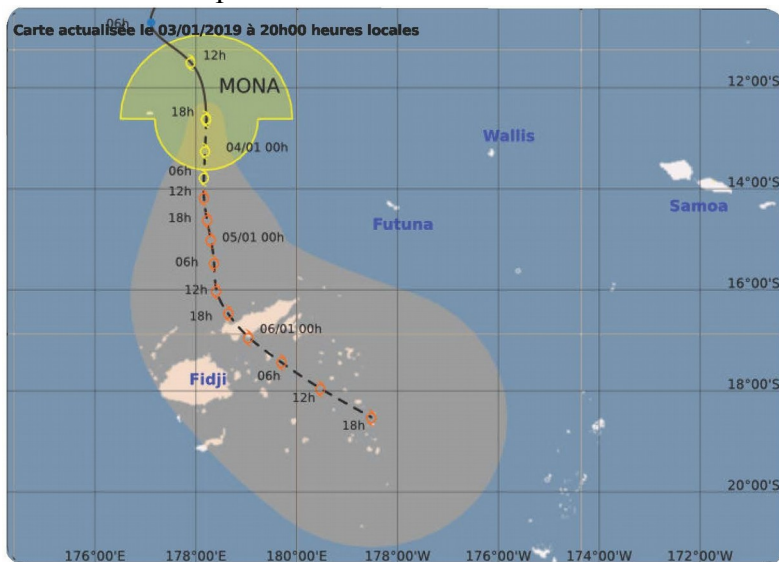 06h
Carte actualisée le 03/01/2019 à 20h00 heures locales
12h
MONA
12°00'S
18h
Wallis
04/01 00h
06h
14°00'S
12h
Samoa
18h
Futuna
05/01 00h
06h
12h
16°00'S
18h
06/01 00h
Fidji
06h
18°00'S
12h
18h
20°00'S
176°00'E 178°00'E 180°00'E 178°00'W 176°00'W 174°00'W 172°00'W